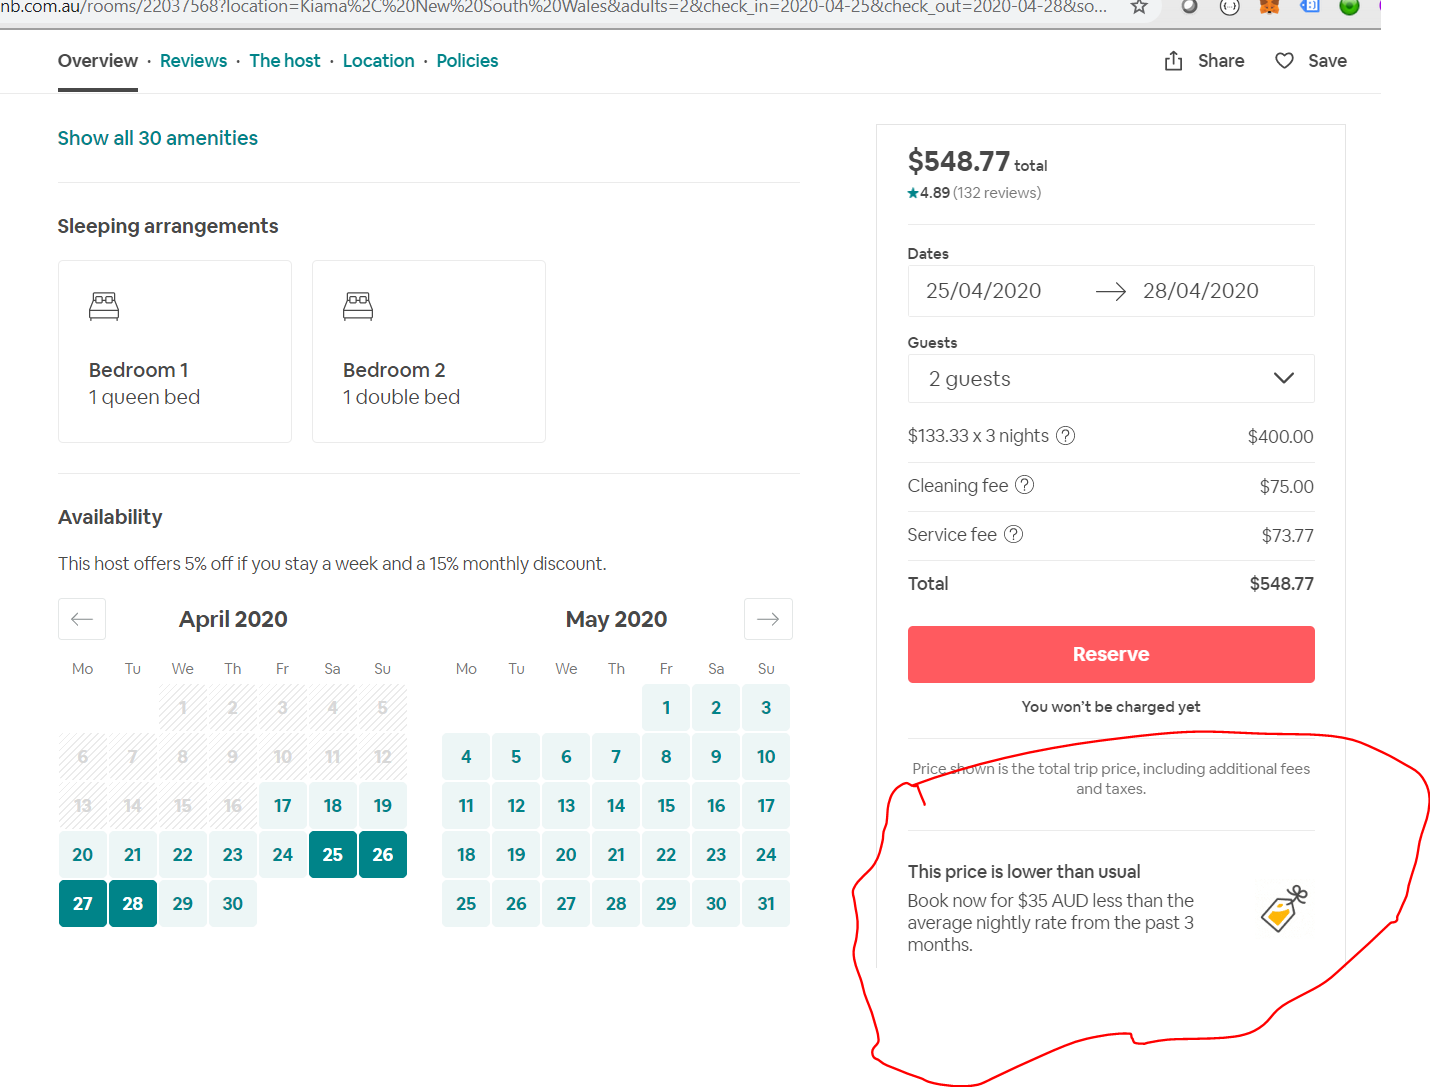 nb.com.au/rooms/22037568?location=Kiama%2C%20New%20South%20Wales&adults=2&check_in=2020-04-25&check_out=2020-04-28&so...
Overview · Reviews · The host · Location · Policies
Share Save
Show all 30 amenities
Sleeping arrangements
Bedroom 1
1 queen bed
Bedroom 2
1 double bed
Availability
This host offers 5% off if you stay a week and a 15% monthly discount.
April 2020
Mo Tu We Th Fr Sa Su
1 2 3 4 5
6 7 8 9 10 11 12
13 14 15 16 17 18 19
20 21 22 23 24 25 26
27 28 29 30
May 2020
Mo Tu We Th Fr Sa Su
1 2 3
4 5 6 7 8 9 10
11 12 13 14 15 16 17
18 19 20 21 22 23 24
25 26 27 28 29 30 31
$548.77 total
★4.89 (132 reviews)
Dates
25/04/2020 → 28/04/2020
Guests
2 guests
$133.33 x 3 nights ? $400.00
Cleaning fee ? $75.00
Service fee ? $73.77
Total $548.77
Reserve
You won't be charged yet
Price shown is the total trip price, including additional fees
and taxes.
This price is lower than usual
Book now for $35 AUD less than the
average nightly rate from the past 3
months.